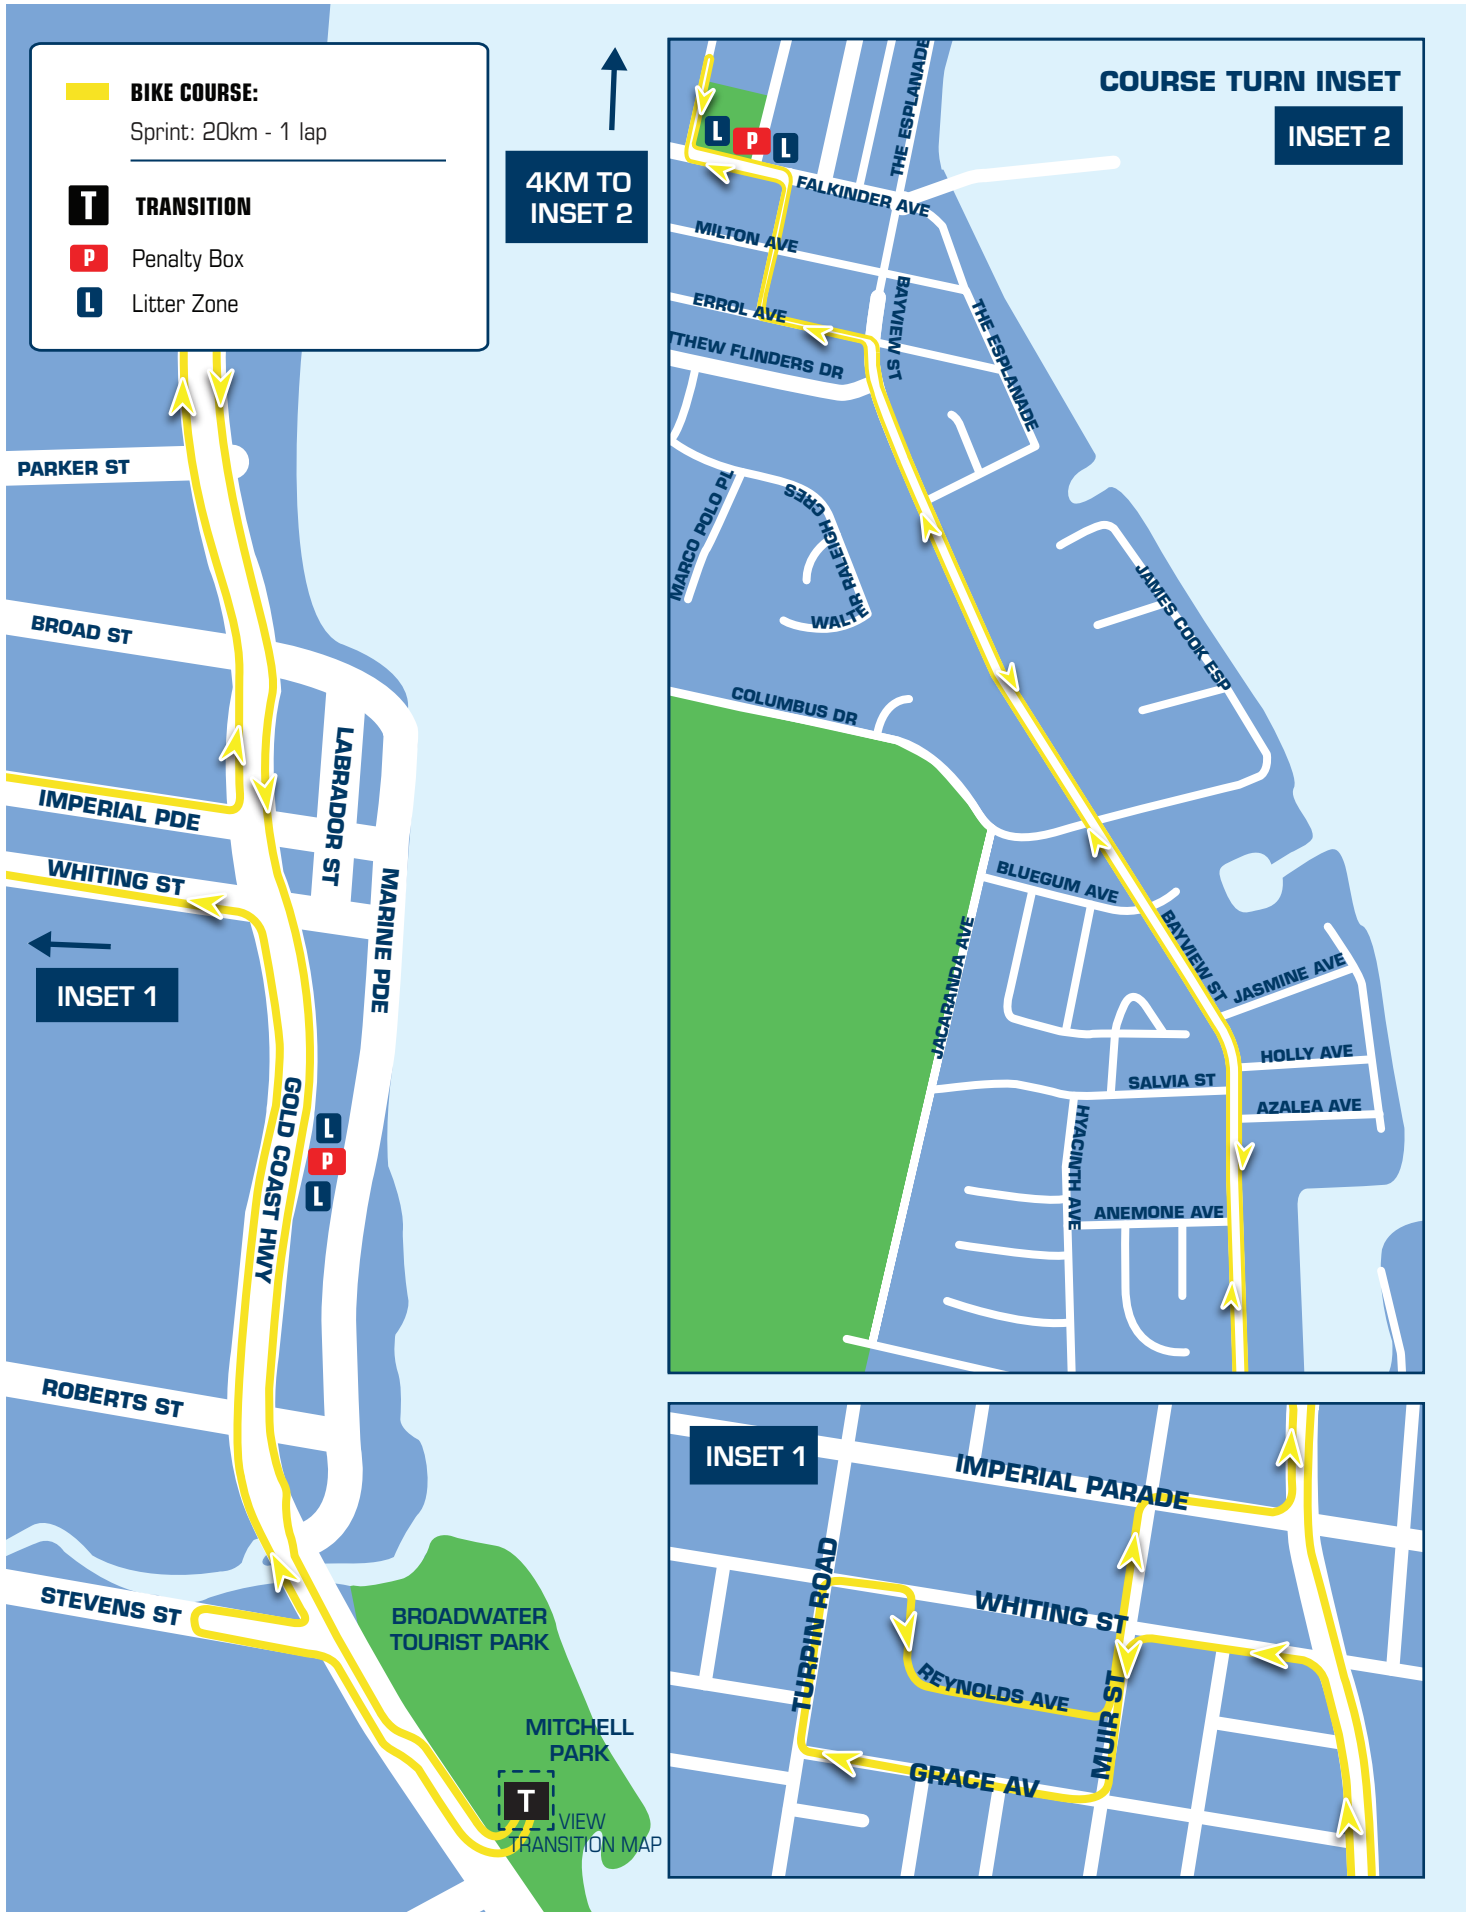 BIKE COURSE:
Sprint: 20km - 1 lap
T
TRANSITION
P
Penalty Box
L
Litter Zone
4KM TO
INSET 2
PARKER ST
BROAD ST
LABRADOR ST
IMPERIAL PDE
WHITING ST
MARINE PDE
INSET 1
GOLD COAST HWY
L
P
L
ROBERTS ST
STEVENS ST
BROADWATER
TOURIST PARK
MITCHELL
PARK
T
VIEW
TRANSITION MAP
COURSE TURN INSET
INSET 2
THE ESPLANADE
L
P
L
FALKINDER AVE
MILTON AVE
ERROL AVE
BAYVIEW ST
THE ESPLANADE
TTHEW FLINDERS DR
MARCO POLO PL
WALTER RALEIGH CRES
JAMES COOK ESP
COLUMBUS DR
BLUEGUM AVE
BAYVIEW ST
JASMINE AVE
JACARANDA AVE
HOLLY AVE
SALVIA ST
AZALEA AVE
HYACINTH AVE
ANEMONE AVE
INSET 1
IMPERIAL PARADE
TURPIN ROAD
WHITING ST
REYNOLDS AVE
MUIR ST
GRACE AV